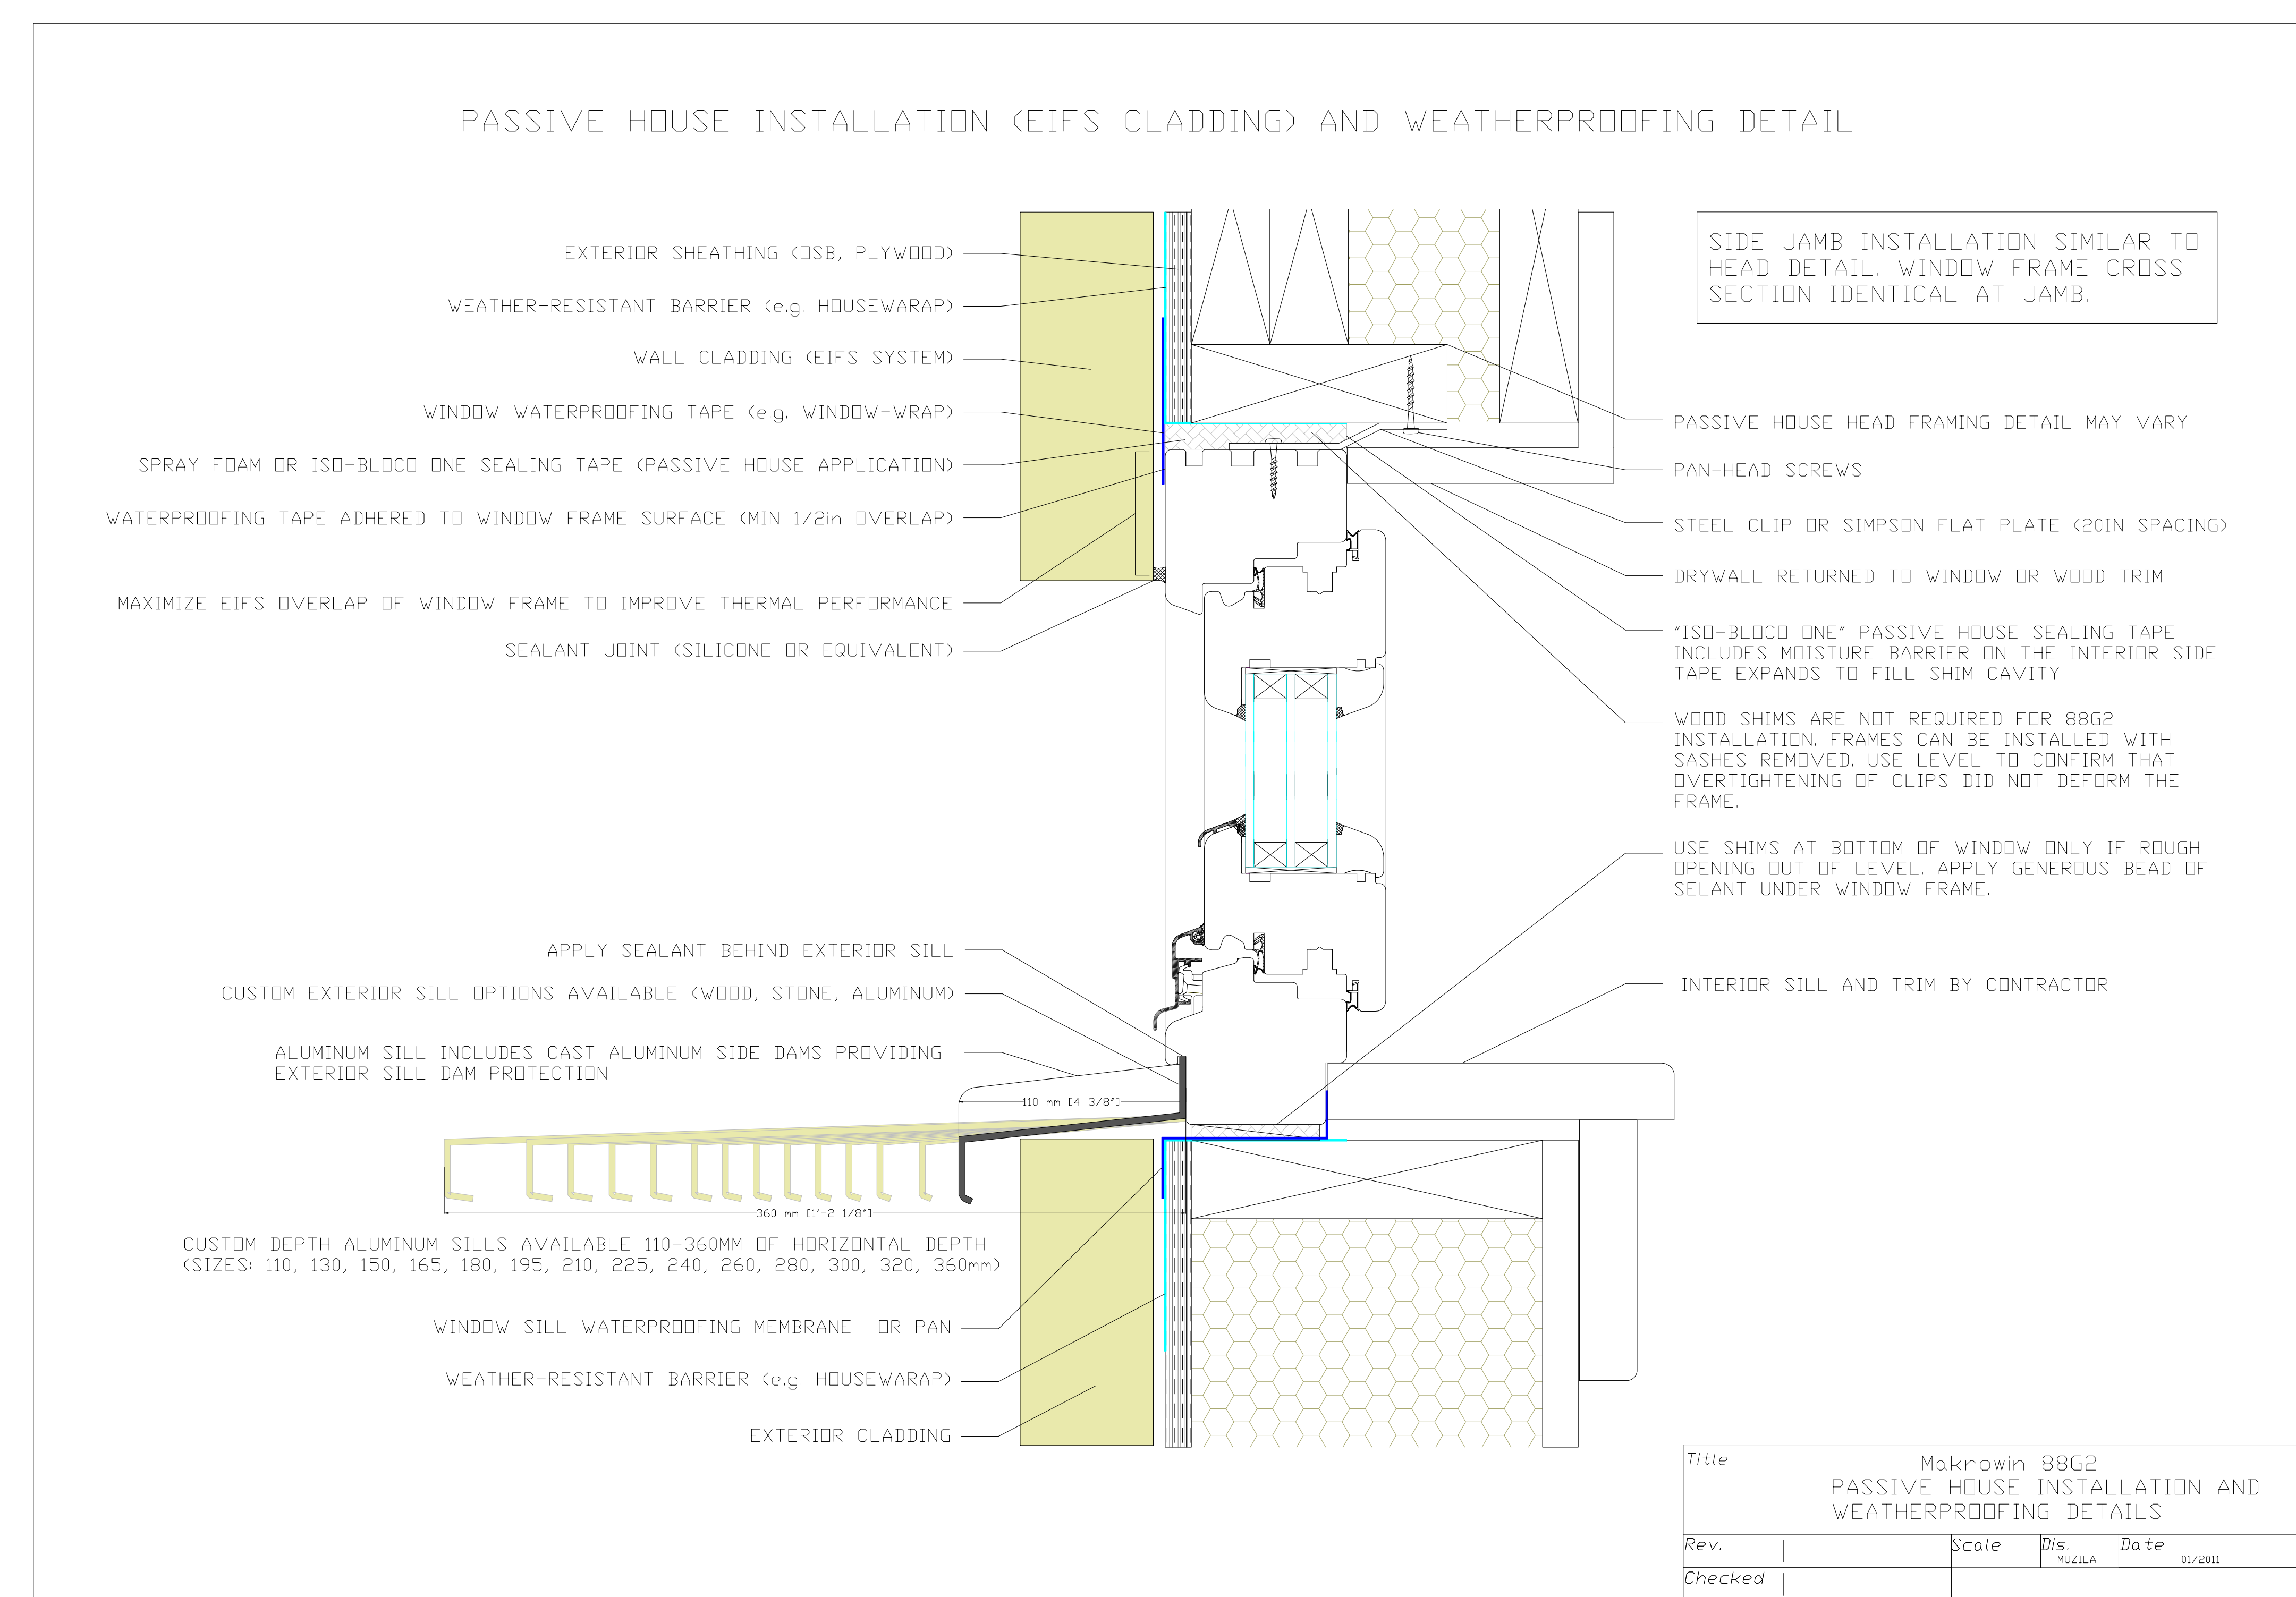 PASSIVE HOUSE INSTALLATION (EIFS CLADDING) AND WEATHERPROOFING DETAIL
EXTERIOR SHEATHING (OSB, PLYWOOD)
WEATHER-RESISTANT BARRIER (e.g. HOUSEWARAP)
WALL CLADDING (EIFS SYSTEM)
WINDOW WATERPROOFING TAPE (e.g. WINDOW-WRAP)
SPRAY FOAM OR ISO-BLOCO ONE SEALING TAPE (PASSIVE HOUSE APPLICATION)
WATERPROOFING TAPE ADHERED TO WINDOW FRAME SURFACE (MIN 1/2in OVERLAP)
MAXIMIZE EIFS OVERLAP OF WINDOW FRAME TO IMPROVE THERMAL PERFORMANCE
SEALANT JOINT (SILICONE OR EQUIVALENT)
SIDE JAMB INSTALLATION SIMILAR TO
HEAD DETAIL. WINDOW FRAME CROSS
SECTION IDENTICAL AT JAMB.
PASSIVE HOUSE HEAD FRAMING DETAIL MAY VARY
PAN-HEAD SCREWS
STEEL CLIP OR SIMPSON FLAT PLATE (20IN SPACING)
DRYWALL RETURNED TO WINDOW OR WOOD TRIM
"ISO-BLOCO ONE" PASSIVE HOUSE SEALING TAPE
INCLUDES MOISTURE BARRIER ON THE INTERIOR SIDE
TAPE EXPANDS TO FILL SHIM CAVITY
WOOD SHIMS ARE NOT REQUIRED FOR 88G2
INSTALLATION. FRAMES CAN BE INSTALLED WITH
SASHES REMOVED. USE LEVEL TO CONFIRM THAT
OVERTIGHTENING OF CLIPS DID NOT DEFORM THE
FRAME.
USE SHIMS AT BOTTOM OF WINDOW ONLY IF ROUGH
OPENING OUT OF LEVEL. APPLY GENEROUS BEAD OF
SELANT UNDER WINDOW FRAME.
INTERIOR SILL AND TRIM BY CONTRACTOR
APPLY SEALANT BEHIND EXTERIOR SILL
CUSTOM EXTERIOR SILL OPTIONS AVAILABLE (WOOD, STONE, ALUMINUM)
ALUMINUM SILL INCLUDES CAST ALUMINUM SIDE DAMS PROVIDING
EXTERIOR SILL DAM PROTECTION
110 mm [4 3/8"]
360 mm [1'-2 1/8"]
CUSTOM DEPTH ALUMINUM SILLS AVAILABLE 110-360MM OF HORIZONTAL DEPTH
(SIZES: 110, 130, 150, 165, 180, 195, 210, 225, 240, 260, 280, 300, 320, 360mm)
WINDOW SILL WATERPROOFING MEMBRANE OR PAN
WEATHER-RESISTANT BARRIER (e.g. HOUSEWARAP)
EXTERIOR CLADDING
Title
Makrowin 88G2
PASSIVE HOUSE INSTALLATION AND
WEATHERPROOFING DETAILS
Rev. Scale Dis. Date
MUZILA 01/2011
Checked